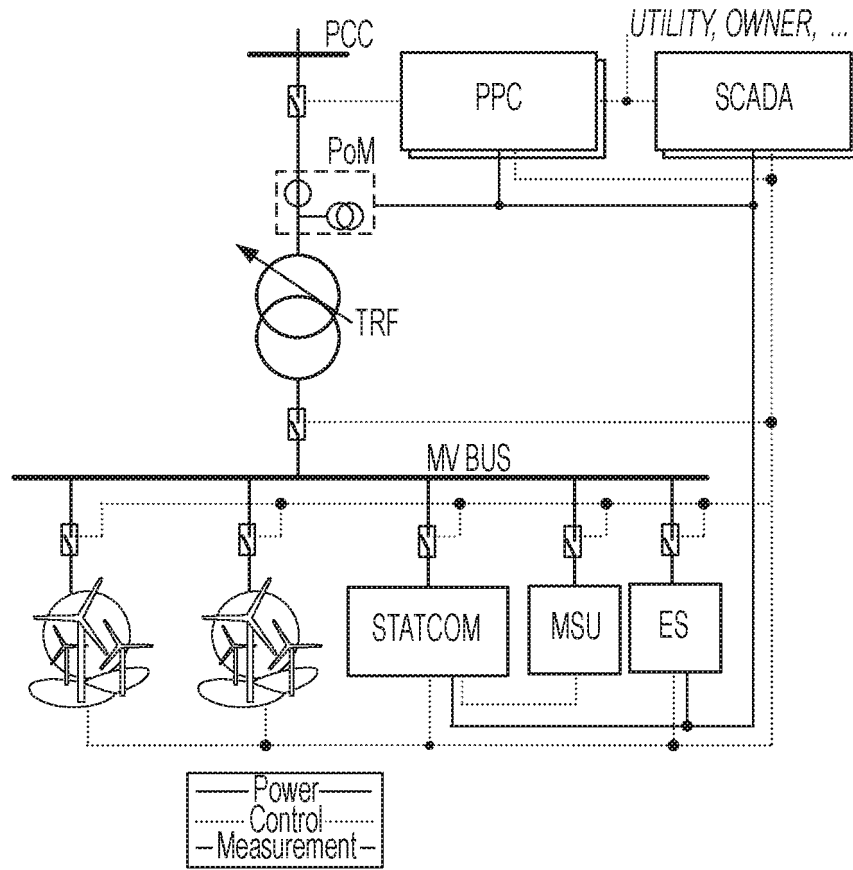 PCC
UTILITY, OWNER, ...
PPC
SCADA
PoM
TRF
MV BUS
STATCOM
MSU
ES
Power
Control
Measurement